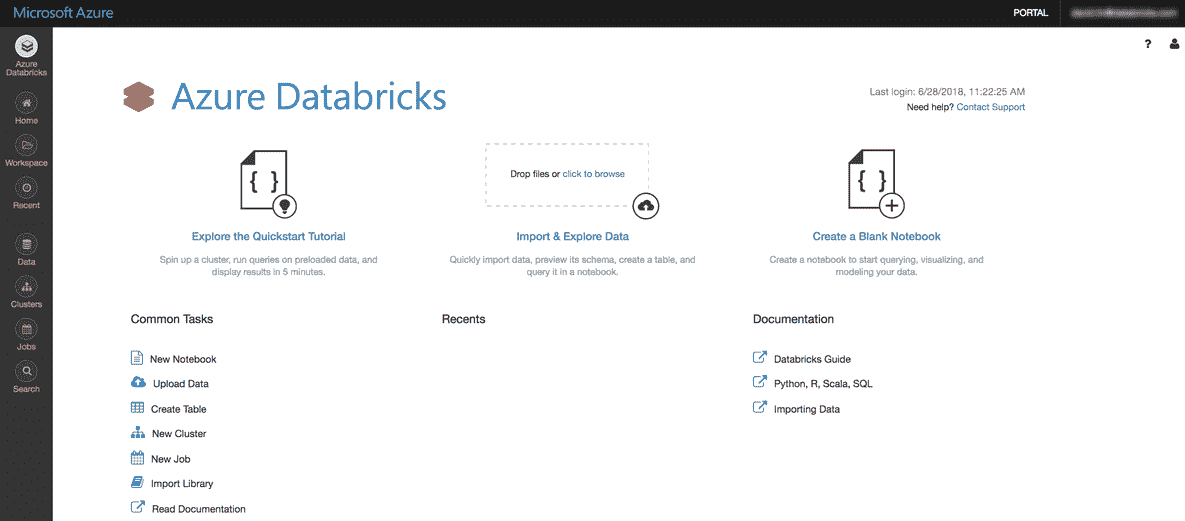 Microsoft Azure
PORTAL
Azure
Databricks
Home
Workspace
Recent
Data
Clusters
Jobs
Search
Azure Databricks
Last login: 6/28/2018, 11:22:25 AM
Need help? Contact Support
{ }
Explore the Quickstart Tutorial
Spin up a cluster, run queries on preloaded data, and
display results in 5 minutes.
Drop files or click to browse
Import & Explore Data
Quickly import data, preview its schema, create a table, and
query it in a notebook.
{ }
Create a Blank Notebook
Create a notebook to start querying, visualizing, and
modeling your data.
Common Tasks
New Notebook
Upload Data
Create Table
New Cluster
New Job
Import Library
Read Documentation
Recents
Documentation
Databricks Guide
Python, R, Scala, SQL
Importing Data